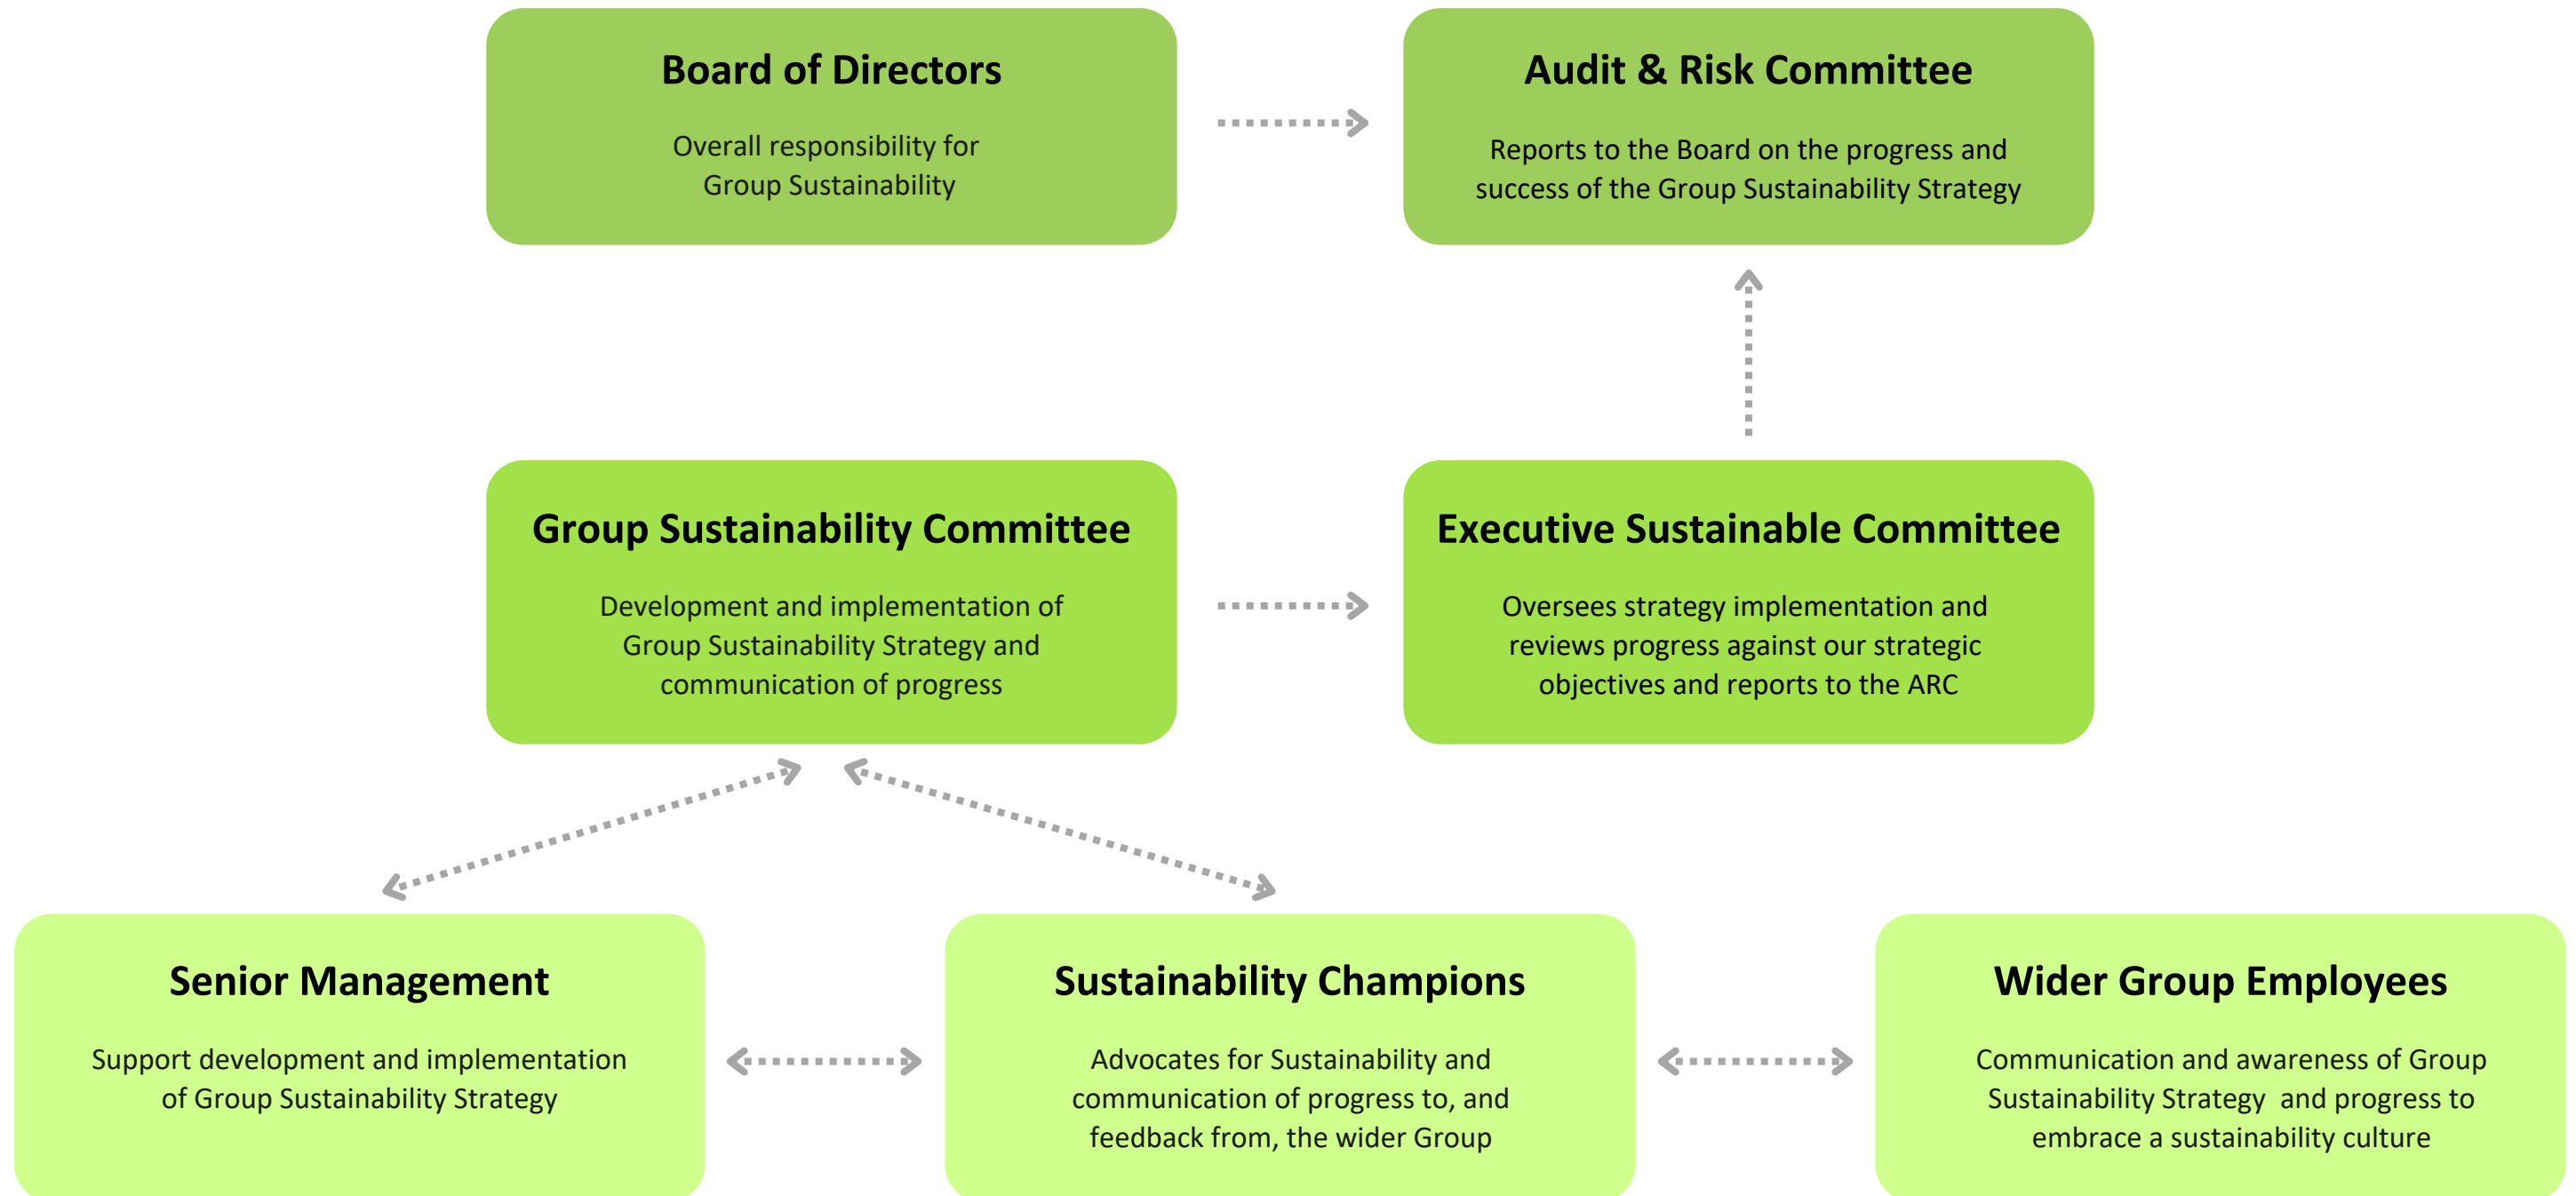 Board of Directors
Overall responsibility for
Group Sustainability
Audit & Risk Committee
Reports to the Board on the progress and
success of the Group Sustainability Strategy
Group Sustainability Committee
Development and implementation of
Group Sustainability Strategy and
communication of progress
Executive Sustainable Committee
Oversees strategy implementation and
reviews progress against our strategic
objectives and reports to the ARC
Senior Management
Support development and implementation
of Group Sustainability Strategy
Sustainability Champions
Advocates for Sustainability and
communication of progress to, and
feedback from, the wider Group
Wider Group Employees
Communication and awareness of Group
Sustainability Strategy  and progress to
embrace a sustainability culture